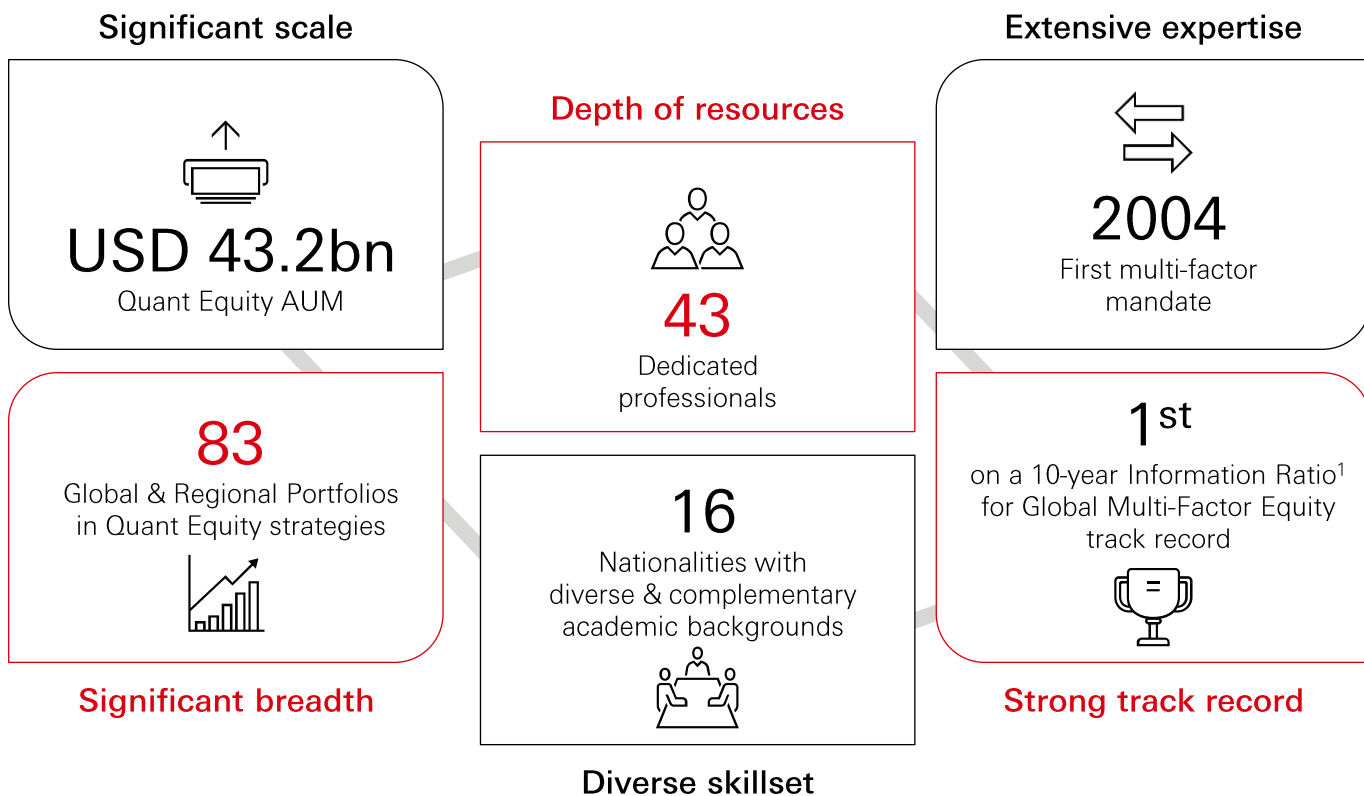 Significant scale
USD 43.2bn
Quant Equity AUM
83
Global & Regional Portfolios
in Quant Equity strategies
Significant breadth
Depth of resources
43
Dedicated
professionals
16
Nationalities with
diverse & complementary
academic backgrounds
Diverse skillset
Extensive expertise
2004
First multi-factor
mandate
1st
on a 10-year Information Ratio¹
for Global Multi-Factor Equity
track record
Strong track record